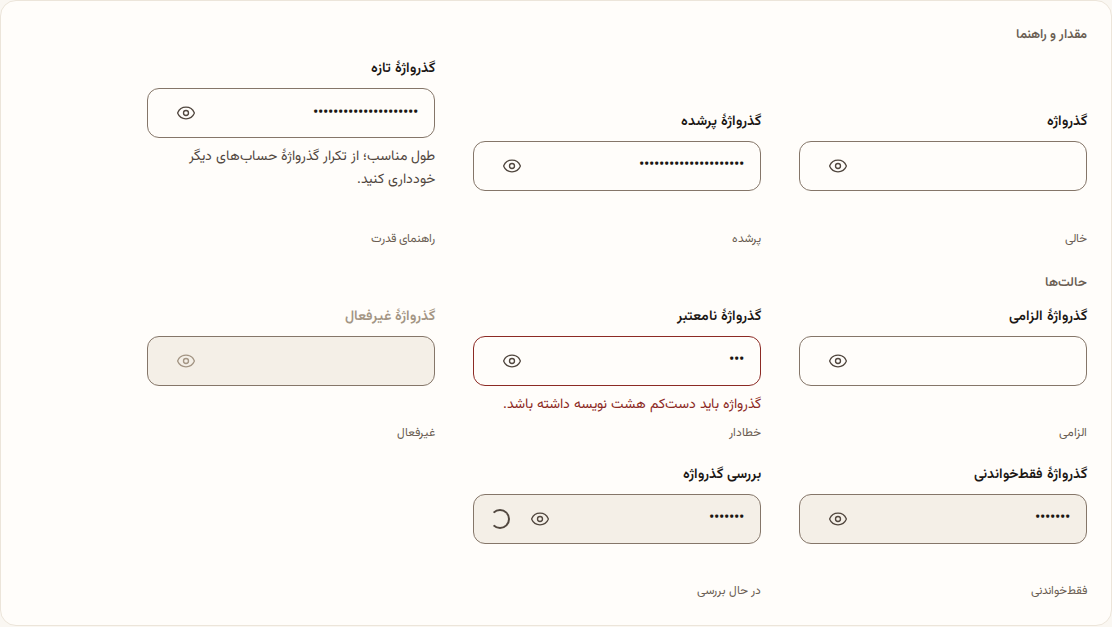 مقدار و راهنما
گذرواژه
••••••••••••••••••••• گذرواژهٔ پرشده
گذرواژهٔ تازه
•••••••••••••••••••••
طول مناسب؛ از تکرار گذرواژهٔ حساب‌های دیگر
خودداری کنید.
خالی
پرشده
راهنمای قدرت
حالت‌ها
گذرواژهٔ الزامی
گذرواژهٔ نامعتبر
•••
گذرواژه باید دست‌کم هشت نویسه داشته باشد.
گذرواژهٔ غیرفعال
الزامی
خطادار
غیرفعال
گذرواژهٔ فقط‌خواندنی
•••••••
بررسی گذرواژه
•••••••
فقط‌خواندنی
در حال بررسی